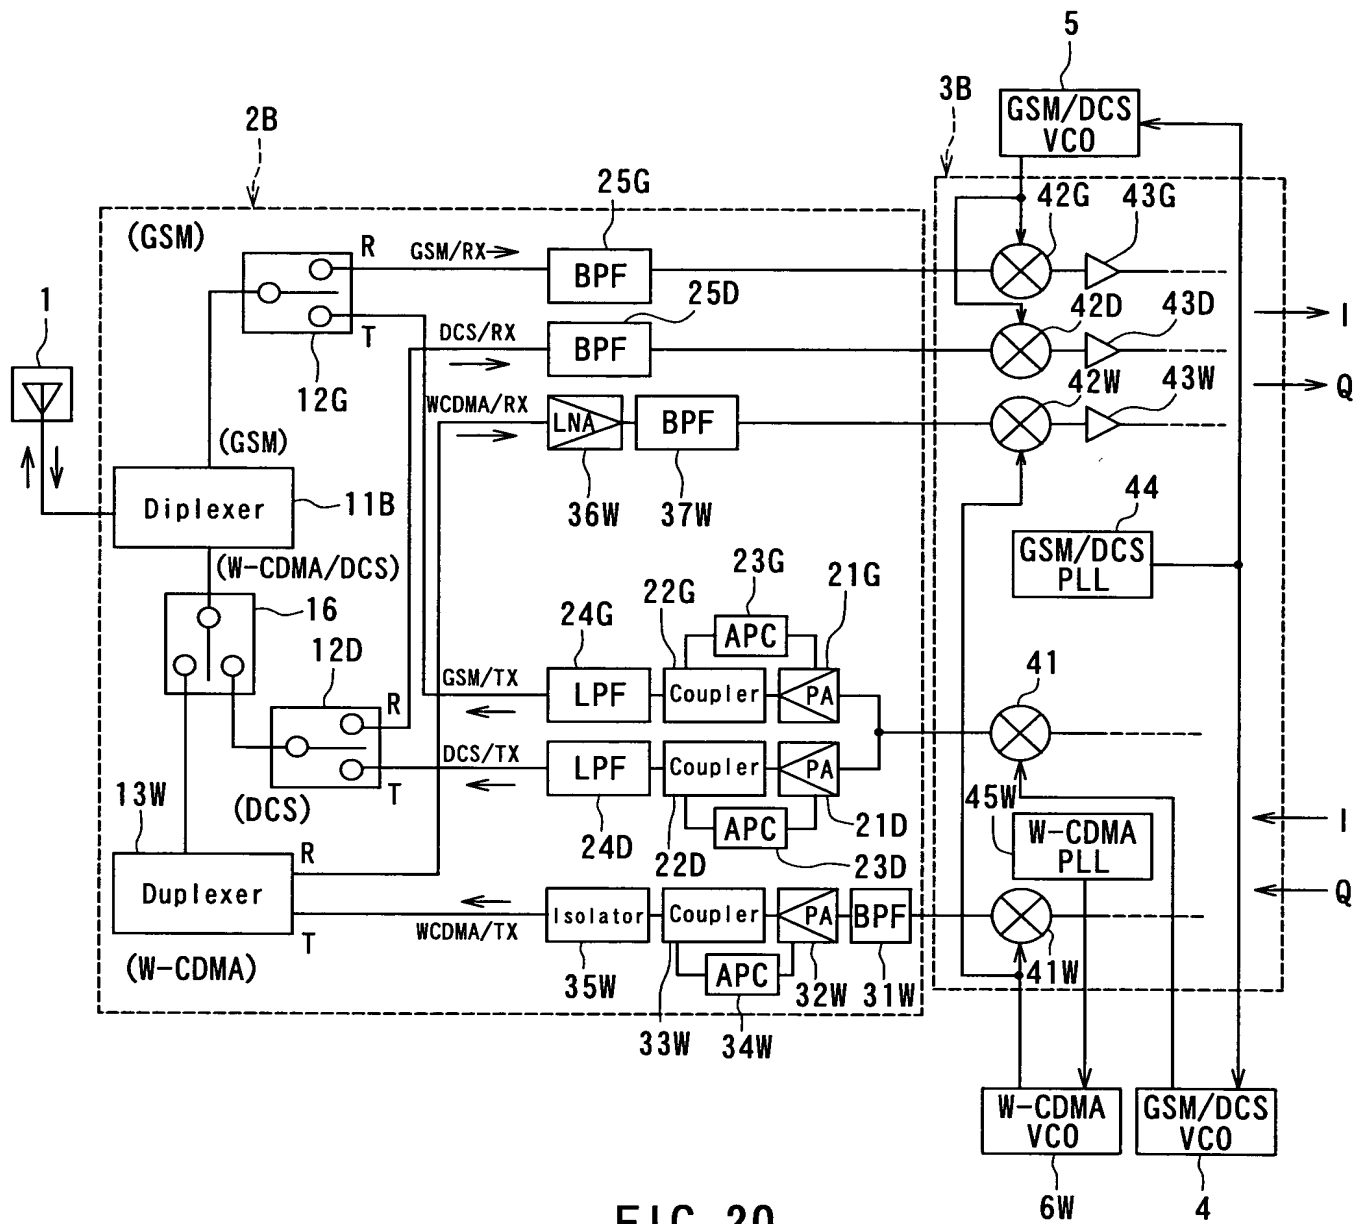 5
GSM/DCS
VCO
3B
2B
(GSM)
R
GSM/RX
25G
BPF
42G
43G
T
12G
DCS/RX
25D
BPF
42D
43D
I
1
WCDMA/RX
LNA
BPF
42W
43W
Q
36W
37W
(GSM)
Diplexer
11B
(W-CDMA/DCS)
16
44
GSM/DCS
PLL
12D
R
T
(DCS)
GSM/TX
24G
LPF
22G
Coupler
23G
APC
21G
PA
41
DCS/TX
LPF
24D
Coupler
22D
APC
23D
PA
21D
45W
W-CDMA
PLL
I
Q
13W
Duplexer
R
T
(W-CDMA)
WCDMA/TX
Isolator
35W
Coupler
33W
APC
34W
PA
32W
BPF
31W
41W
W-CDMA
VCO
6W
GSM/DCS
VCO
4
FIG. 20